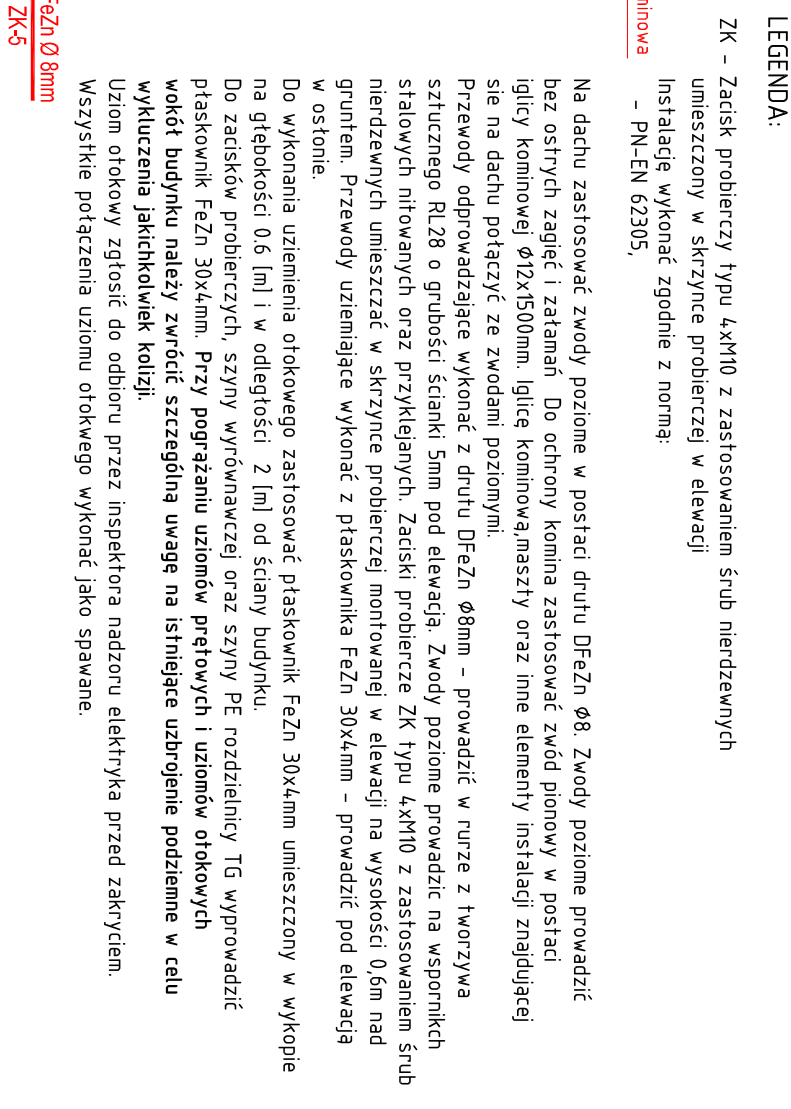 LEGENDA:
ZK - Zacisk probierczy typu 4xM10 z zastosowaniem śrub nierdzewnych
umieszczony w skrzynce probierczej w elewacji
Instalację wykonać zgodnie z normą:
- PN-EN 62305,
Na dachu zastosować zwody poziome w postaci drutu DFeZn Ø8. Zwody poziome prowadzić
bez ostrych zagięć i załamań Do ochrony komina zastosować zwód pionowy w postaci
iglicy kominowej Ø12x1500mm. Iglicę kominową,maszty oraz inne elementy instalacji znajdującej
sie na dachu połączyć ze zwodami poziomymi.
Przewody odprowadzające wykonać z drutu DFeZn Ø8mm - prowadzić w rurze z tworzywa
sztucznego RL28 o grubości ścianki 5mm pod elewacją. Zwody poziome prowadzic na wspornikch
stalowych nitowanych oraz przyklejanych. Zaciski probiercze ZK typu 4xM10 z zastosowaniem śrub
nierdzewnych umieszczać w skrzynce probierczej montowanej w elewacji na wysokości 0,6m nad
gruntem. Przewody uziemiające wykonać z płaskownika FeZn 30x4mm - prowadzić pod elewacją
w osłonie.
Do wykonania uziemienia otokowego zastosować płaskownik FeZn 30x4mm umieszczony w wykopie
na głębokości 0.6 [m] i w odległości 2 [m] od ściany budynku.
Do zacisków probierczych, szyny wyrównawczej oraz szyny PE rozdzielnicy TG wyprowadzić
płaskownik FeZn 30x4mm. Przy pogrążaniu uziomów prętowych i uziomów otokowych
wokół budynku należy zwrócić szczególną uwagę na istniejące uzbrojenie podziemne w celu
wykluczenia jakichkolwiek kolizji.
Uziom otokowy zgłosić do odbioru przez inspektora nadzoru elektryka przed zakryciem.
Wszystkie połączenia uziomu otokwego wykonać jako spawane.
minowa
FeZn Ø 8mm
ZK-5